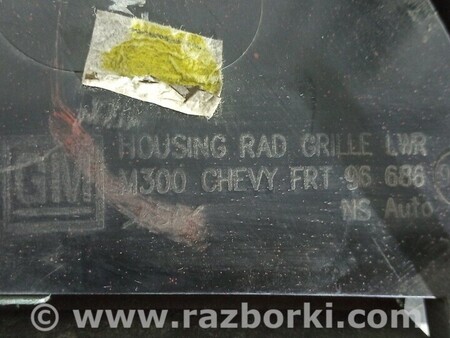 HOUSING RAD GRILLE LWR
GM
M300 CHEVY FRT 96 686
NS Auto
© www.razborki.com